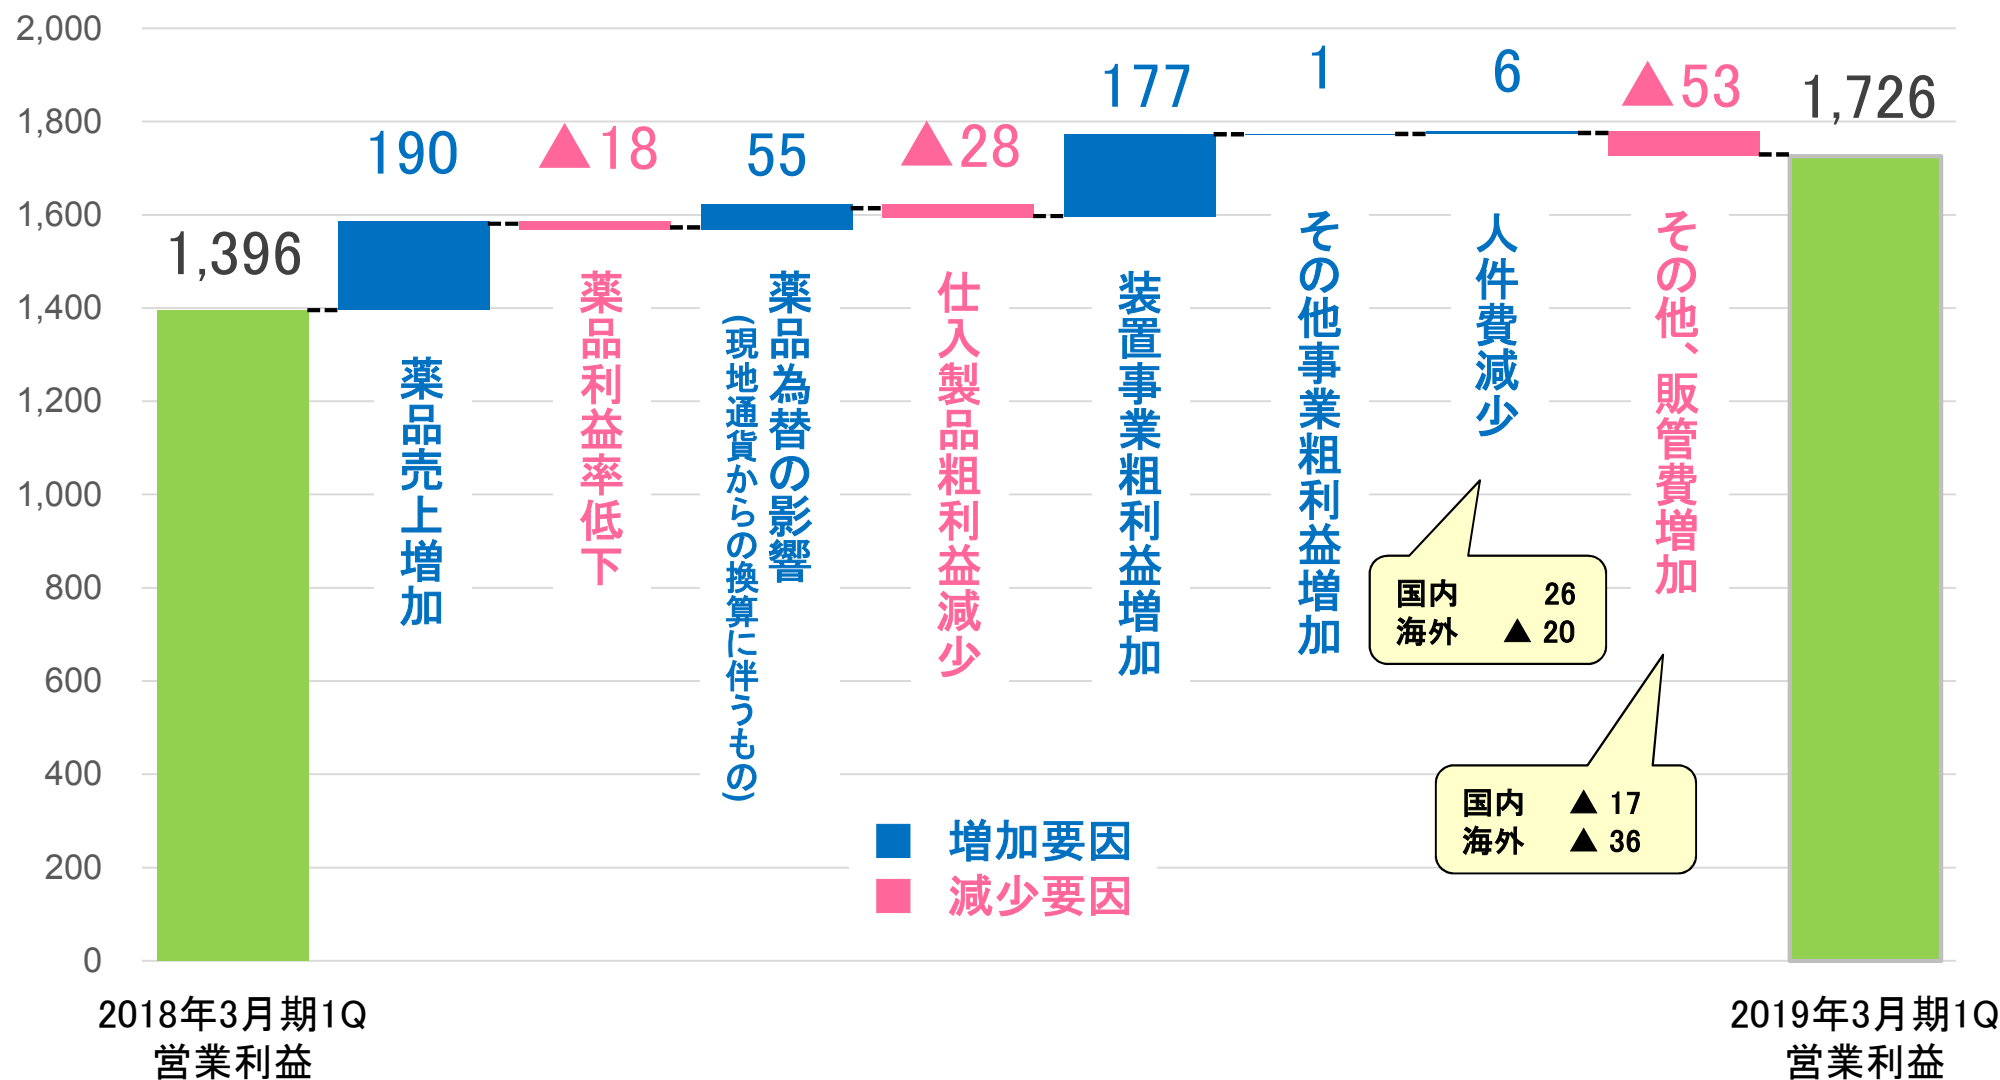 2,000
1,800
1,600
1,400
1,200
1,000
800
600
400
200
0
1,396
190
▲18
55
▲28
177
1
6
▲53
1,726
薬品売上増加
薬品利益率低下
薬品為替の影響
(現地通貨からの換算に伴うもの)
仕入製品粗利益減少
装置事業粗利益増加
その他事業粗利益増加
人件費減少
その他、販管費増加
国内 26
海外 ▲ 20
国内 ▲ 17
海外 ▲ 36
増加要因
減少要因
2018年3月期1Q
営業利益
2019年3月期1Q
営業利益